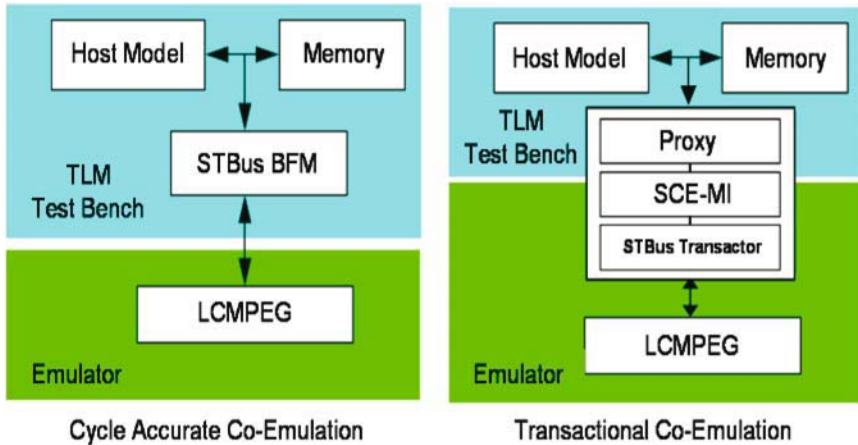 Host Model
Memory
STBus BFM
TLM
Test Bench
LCMPEG
Emulator
Cycle Accurate Co-Emulation
Host Model
Memory
TLM
Test Bench
Proxy
SCE-MI
STBus Transactor
LCMPEG
Emulator
Transactional Co-Emulation